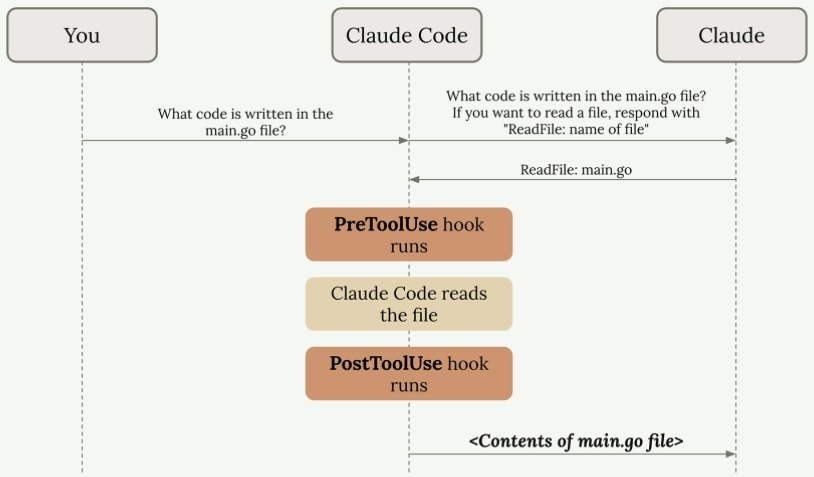 You
Claude Code
Claude
What code is written in the
main.go file?
What code is written in the main.go file?
If you want to read a file, respond with
"ReadFile: name of file"
ReadFile: main.go
PreToolUse hook
runs
Claude Code reads
the file
PostToolUse hook
runs
<Contents of main.go file>